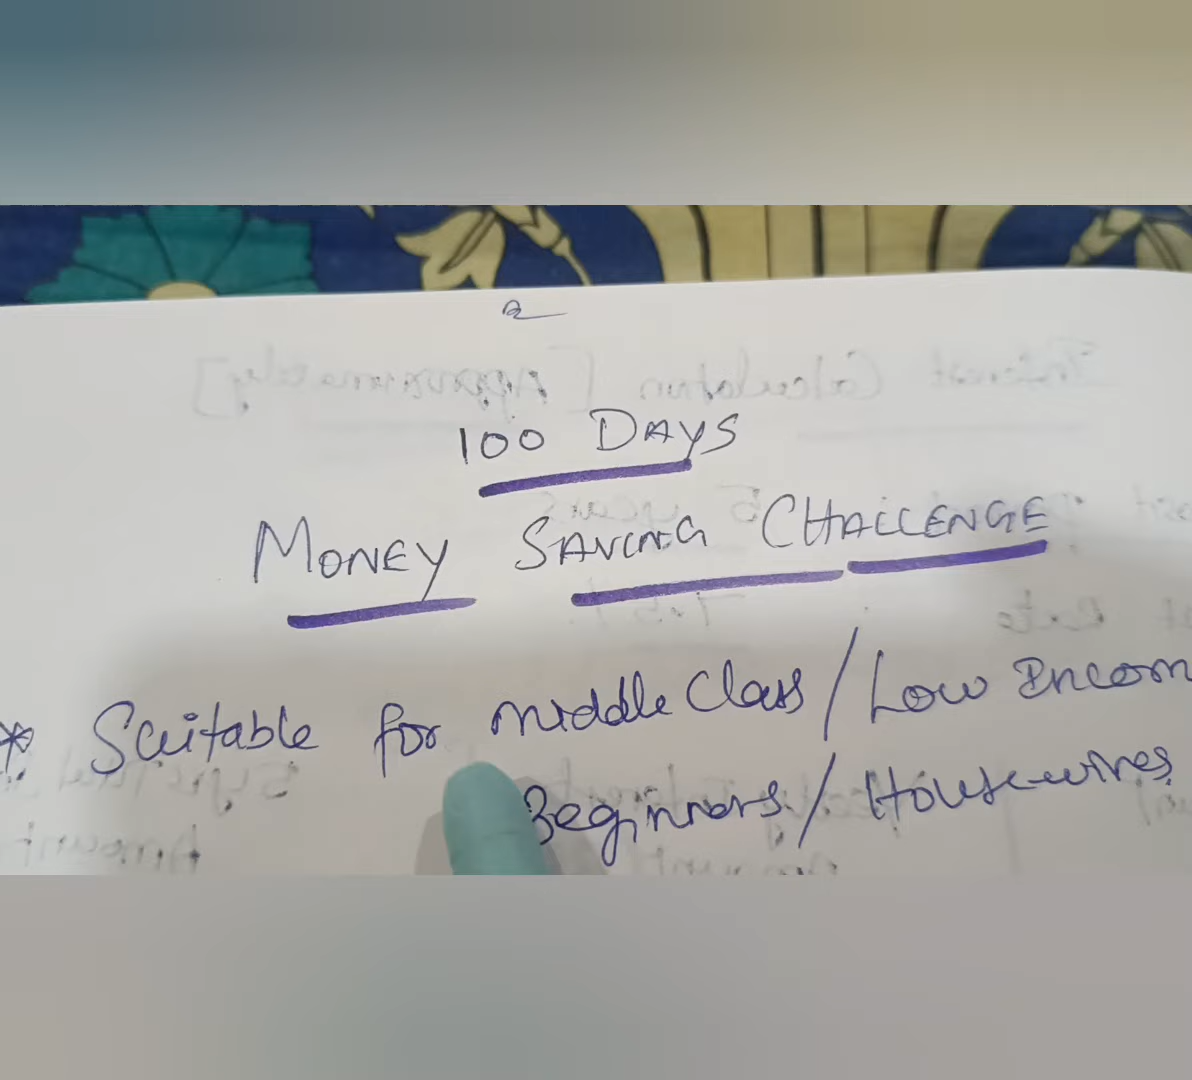 100 DAYS
MONEY SAVING CHALLENGE
* Suitable for middle class / Low Incom
Beginners / Housewives